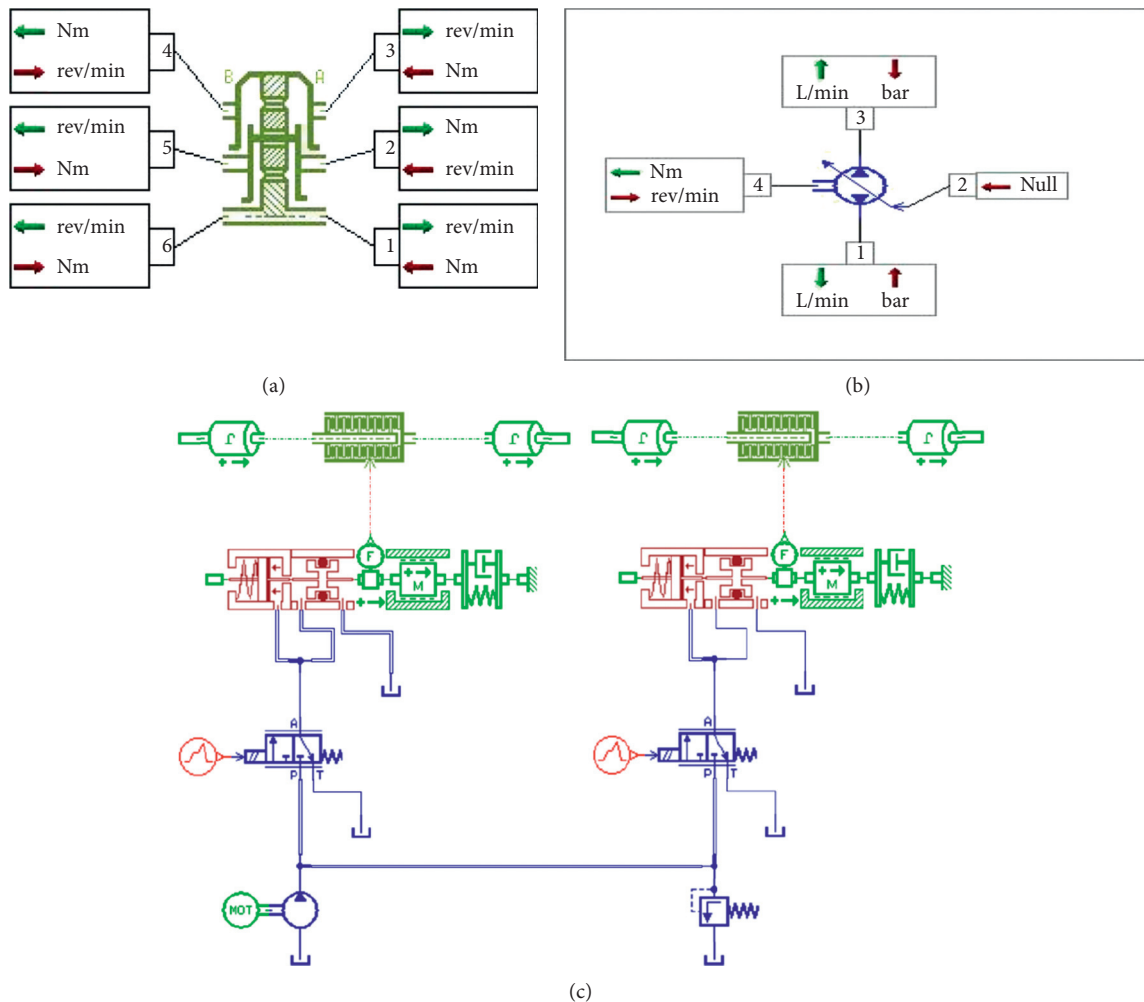 Nm
rev/min
4
3
rev/min
Nm
B A
rev/min
Nm
5
2
Nm
rev/min
rev/min
Nm
6
1
rev/min
Nm
(a)
L/min bar
3
Nm
rev/min
4
2
Null
1
L/min bar
(b)
F
M
F
M
A
P T
A
P T
MOT
(c)